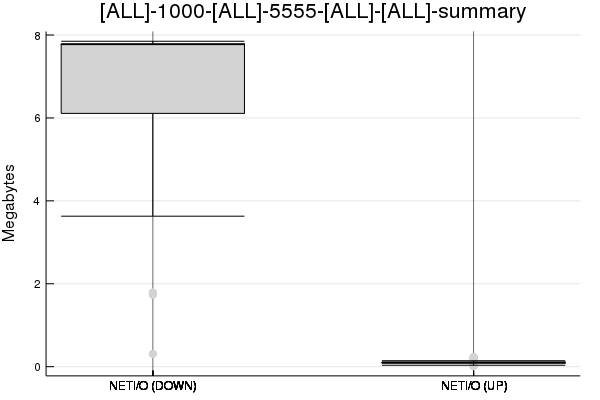 [ALL]-1000-[ALL]-5555-[ALL]-[ALL]-summary
8
6
4
2
0
Megabytes
NETI/O (DOWN)
NETI/O (UP)